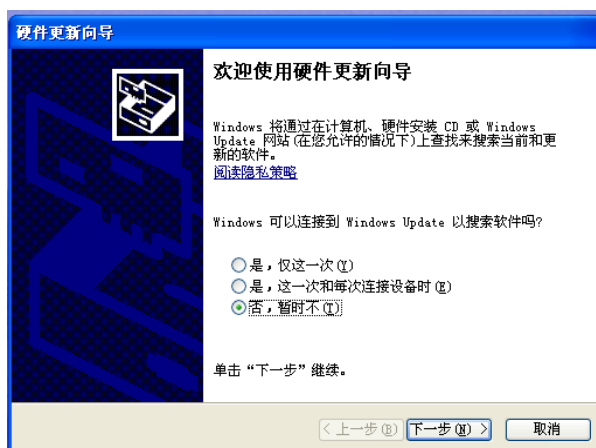 硬件更新向导
欢迎使用硬件更新向导
Windows 将通过在计算机、硬件安装 CD 或 Windows
Update 网站(在您允许的情况下)上查找来搜索当前和更
新的软件。
阅读隐私策略
Windows 可以连接到 Windows Update 以搜索软件吗?
是，仅这一次(Y)
是，这一次和每次连接设备时(E)
否，暂时不(T)
单击“下一步”继续。
< 上一步(B) 下一步(N) > 取消